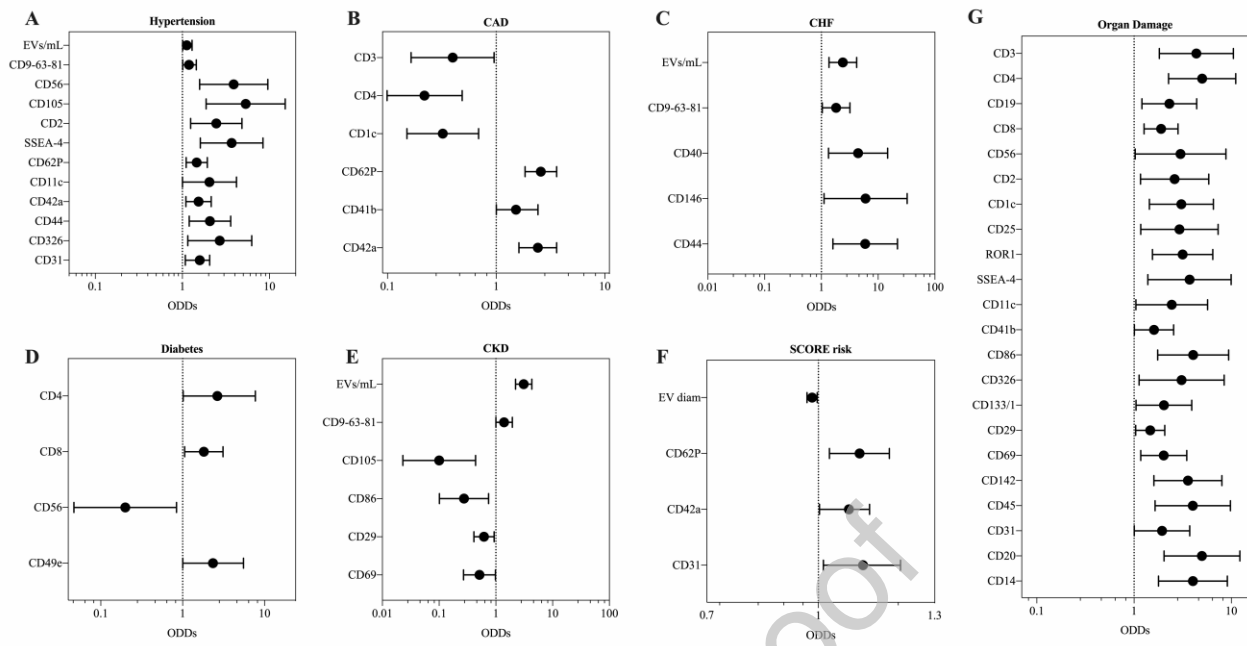 A
Hypertension
EVs/mL
CD9-63-81
CD56
CD105
CD2
SSEA-4
CD62P
CD11c
CD42a
CD44
CD326
CD31
0.1
1
10
ODDs
B
CAD
CD3
CD4
CD1c
CD62P
CD41b
CD42a
0.1
1
10
ODDs
C
CHF
EVs/mL
CD9-63-81
CD40
CD146
CD44
0.01
0.1
1
10
100
ODDs
D
Diabetes
CD4
CD8
CD56
CD49e
0.1
1
10
ODDs
E
CKD
EVs/mL
CD9-63-81
CD105
CD86
CD29
CD69
0.01
0.1
1
10
100
ODDs
F
SCORE risk
EV diam
CD62P
CD42a
CD31
0.7
1
1.3
ODDs
G
Organ Damage
CD3
CD4
CD19
CD8
CD56
CD2
CD1c
CD25
ROR1
SSEA-4
CD11c
CD41b
CD86
CD326
CD133/1
CD29
CD69
CD142
CD45
CD31
CD20
CD14
0.1
1
10
ODDs